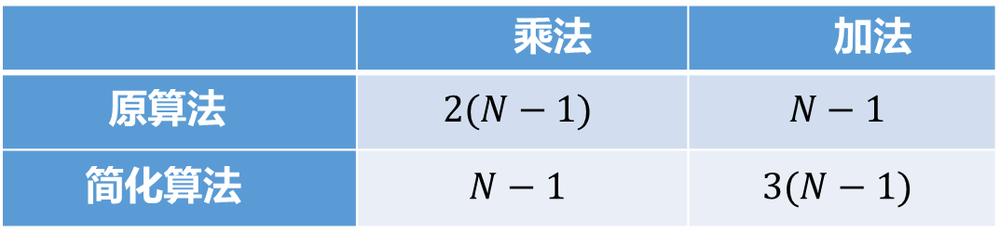 乘法 加法
原算法 2(N − 1) N − 1
简化算法 N − 1 3(N − 1)